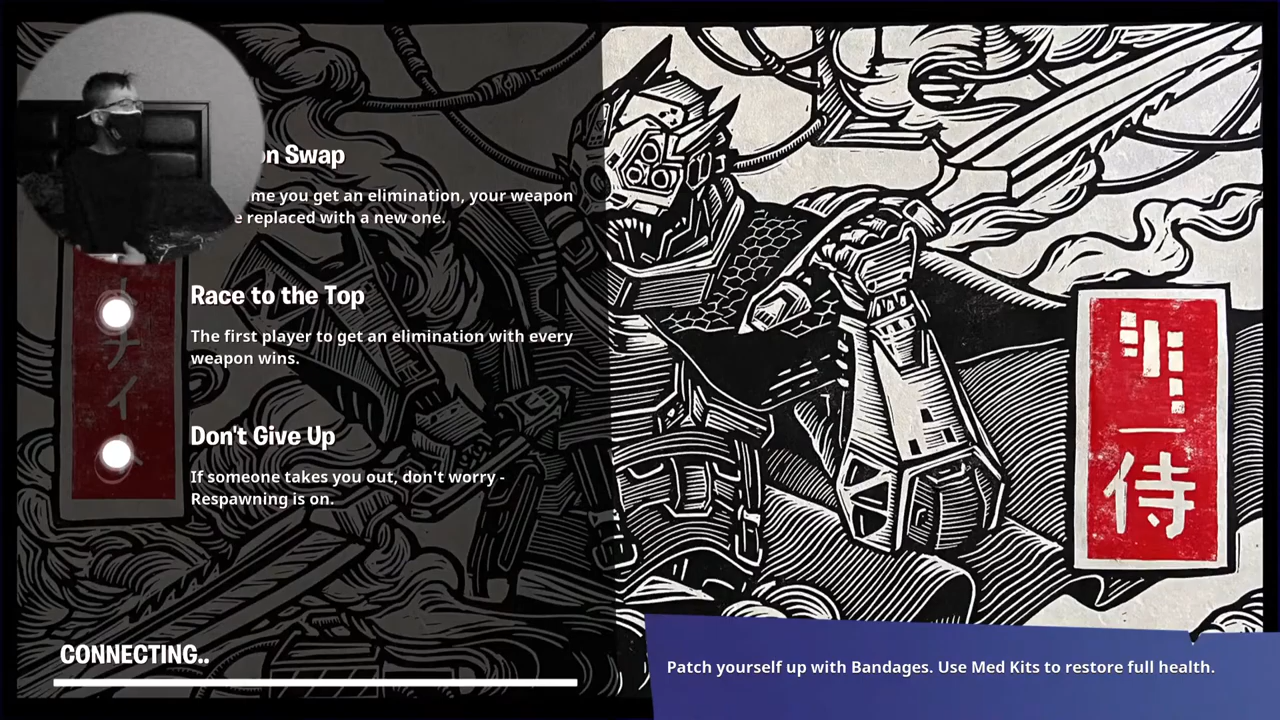 on Swap
me you get an elimination, your weapon
e replaced with a new one.
Race to the Top
The first player to get an elimination with every
weapon wins.
Don't Give Up
If someone takes you out, don't worry -
Respawning is on.
ナイ
侍
CONNECTING..
Patch yourself up with Bandages. Use Med Kits to restore full health.